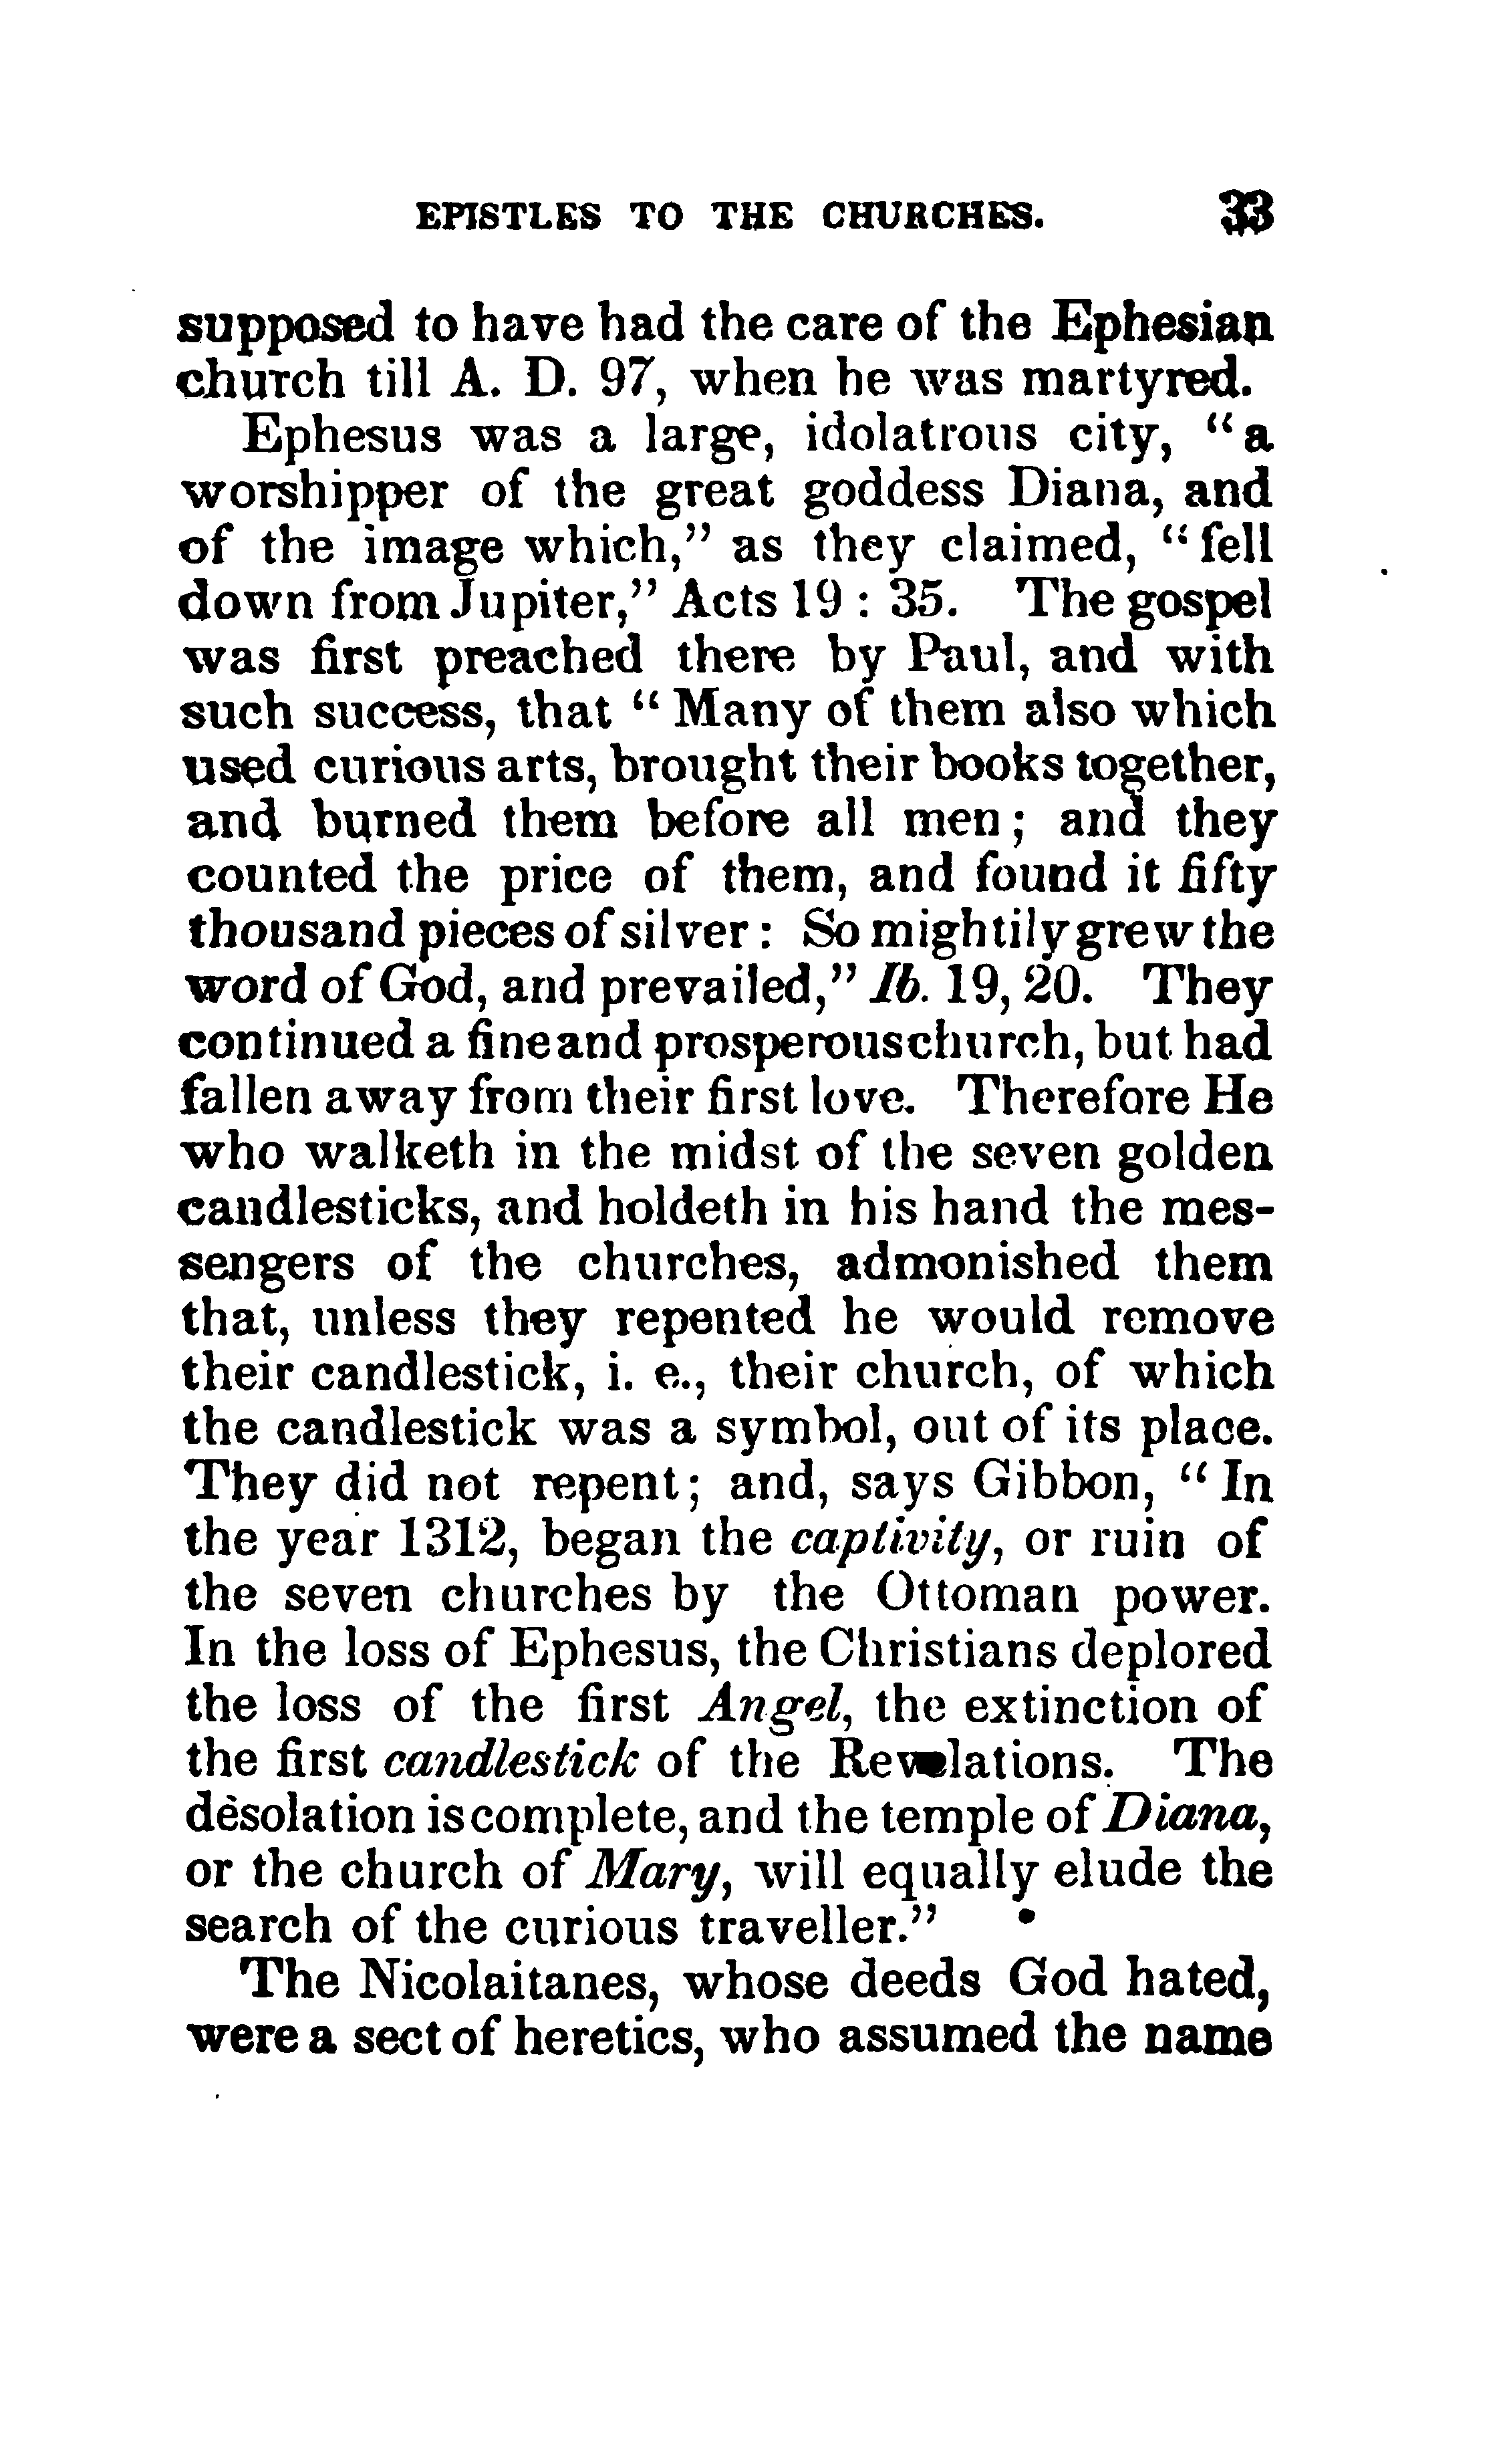 EPISTLES TO THE CHURCHES. 33
supposed to have had the care of the Ephesian
church till A. D. 97, when he was martyred.
Ephesus was a large, idolatrous city, "a
worshipper of the great goddess Diana, and
of the image which," as they claimed, "fell
down from Jupiter," Acts 19 : 35. The gospel
was first preached there by Paul, and with
such success, that "Many of them also which
used curious arts, brought their books together,
and burned them before all men; and they
counted the price of them, and found it fifty
thousand pieces of silver: So mightily grew the
word of God, and prevailed," Ib. 19, 20. They
continued a fine and prosperous church, but had
fallen away from their first love. Therefore He
who walketh in the midst of the seven golden
candlesticks, and holdeth in his hand the mes-
sengers of the churches, admonished them
that, unless they repented he would remove
their candlestick, i. e., their church, of which
the candlestick was a symbol, out of its place.
They did not repent; and, says Gibbon, "In
the year 1312, began the captivity, or ruin of
the seven churches by the Ottoman power.
In the loss of Ephesus, the Christians deplored
the loss of the first Angel, the extinction of
the first candlestick of the Revelations. The
desolation is complete, and the temple of Diana,
or the church of Mary, will equally elude the
search of the curious traveller."
The Nicolaitanes, whose deeds God hated,
were a sect of heretics, who assumed the name